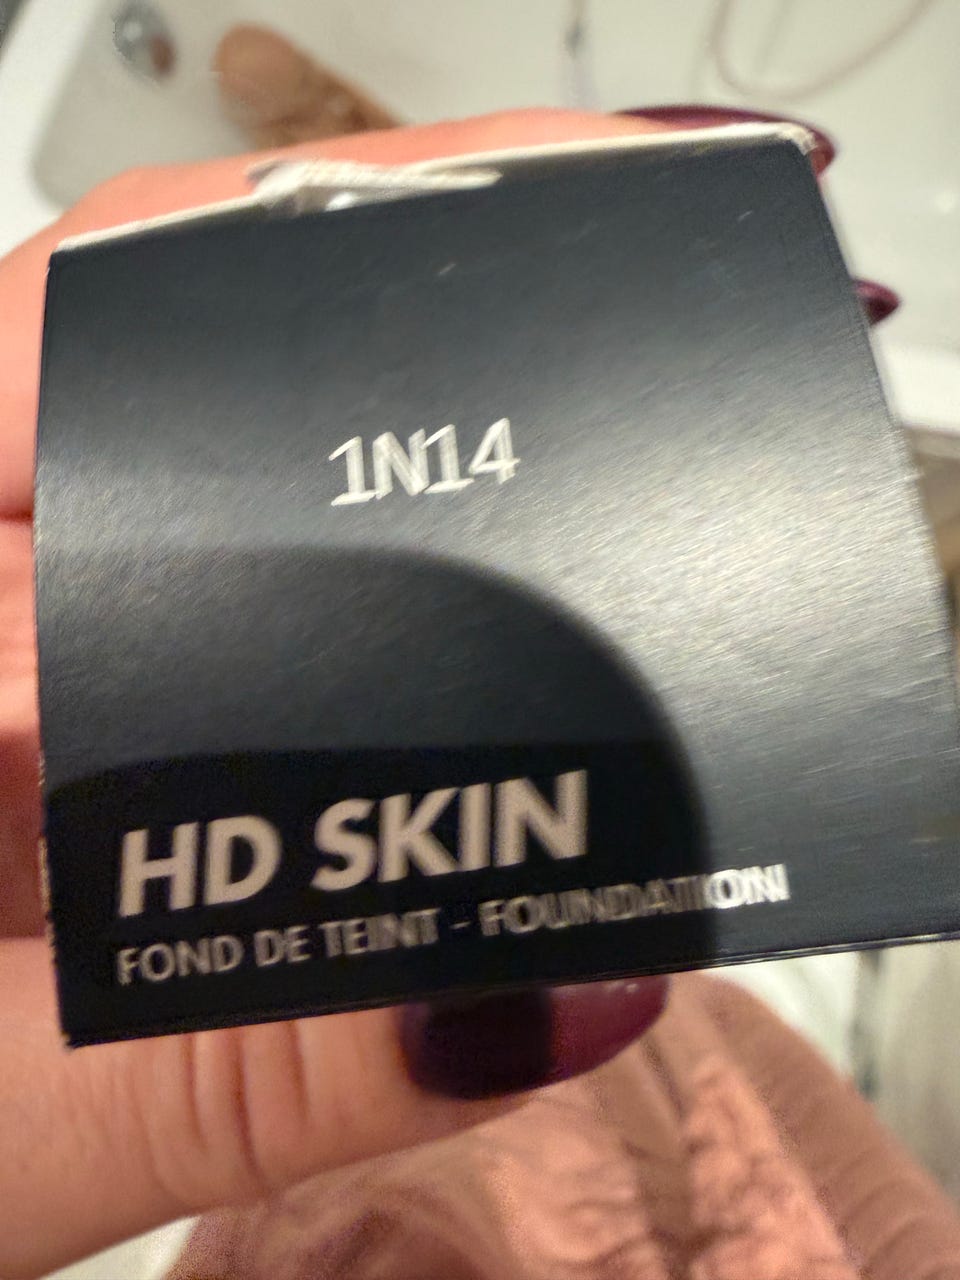 1N14
HD SKIN
FOND DE TEINT - FOUNDATION